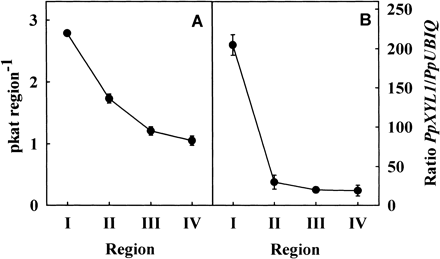 A
B
pkat region-1
3
2
1
0
I II III IV
Region
I II III IV
Region
200
150
100
50
0
Ratio PpXYL1/PpUBIQ